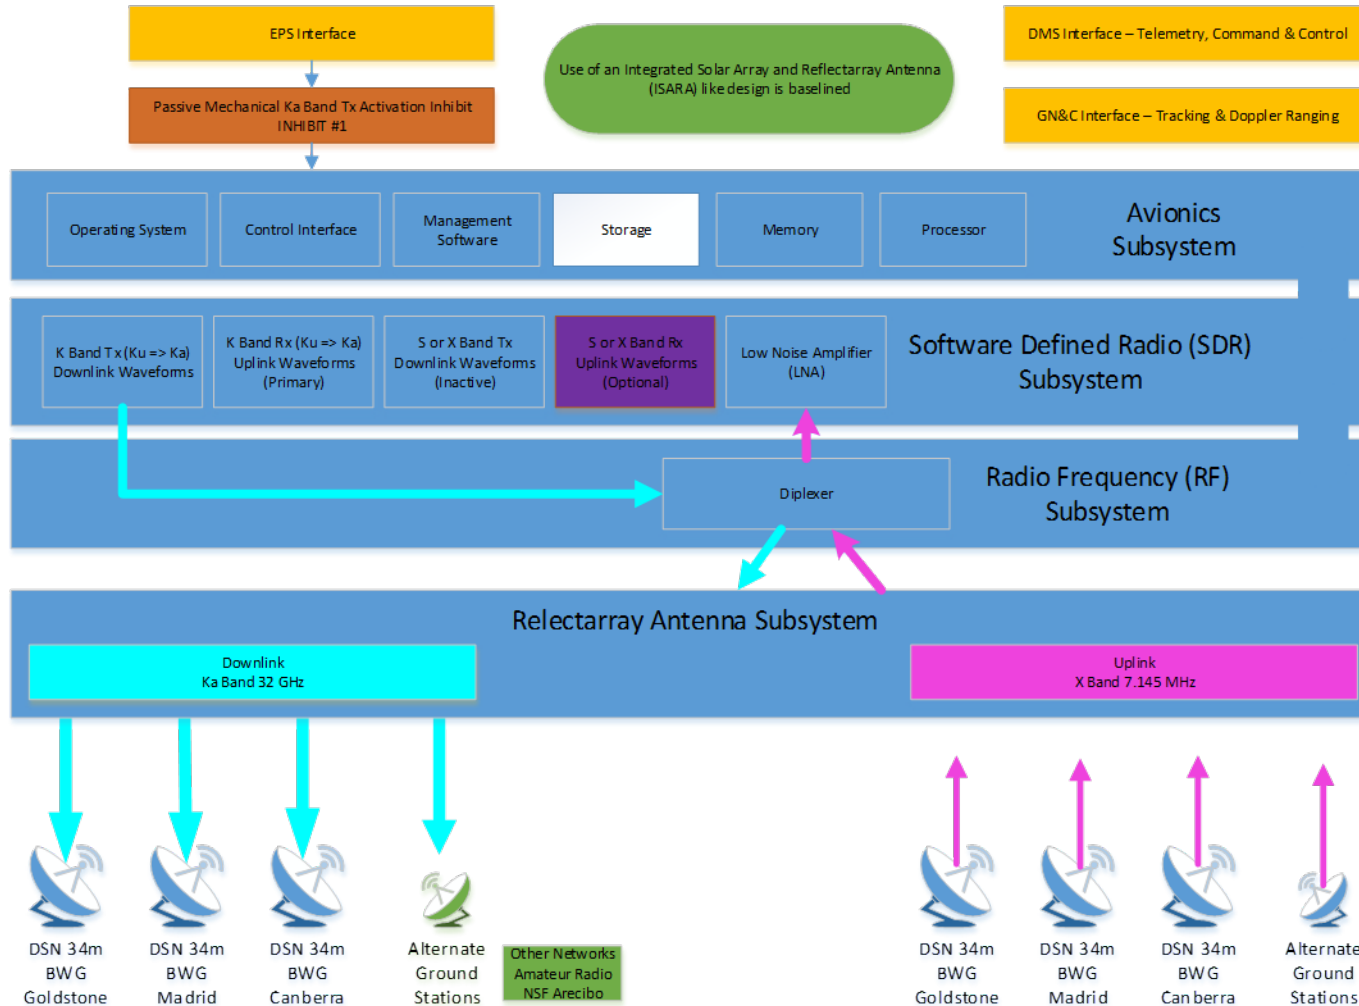 EPS Interface
Use of an Integrated Solar Array and Reflectarray Antenna
(ISARA) like design is baselined
DMS Interface – Telemetry, Command & Control
Passive Mechanical Ka Band Tx Activation Inhibit
INHIBIT #1
GN&C Interface – Tracking & Doppler Ranging
Operating System
Control Interface
Management
Software
Storage
Memory
Processor
Avionics
Subsystem
K Band Tx (Ku => Ka)
Downlink Waveforms
K Band Rx (Ku => Ka)
Uplink Waveforms
(Primary)
S or X Band Tx
Downlink Waveforms
(Inactive)
S or X Band Rx
Uplink Waveforms
(Optional)
Low Noise Amplifier
(LNA)
Software Defined Radio (SDR)
Subsystem
Diplexer
Radio Frequency (RF)
Subsystem
Relectarray Antenna Subsystem
Downlink
Ka Band 32 GHz
Uplink
X Band 7.145 MHz
DSN 34m
BWG
Goldstone
DSN 34m
BWG
Madrid
DSN 34m
BWG
Canberra
Alternate
Ground
Stations
Other Networks
Amateur Radio
NSF Arecibo
DSN 34m
BWG
Goldstone
DSN 34m
BWG
Madrid
DSN 34m
BWG
Canberra
Alternate
Ground
Stations